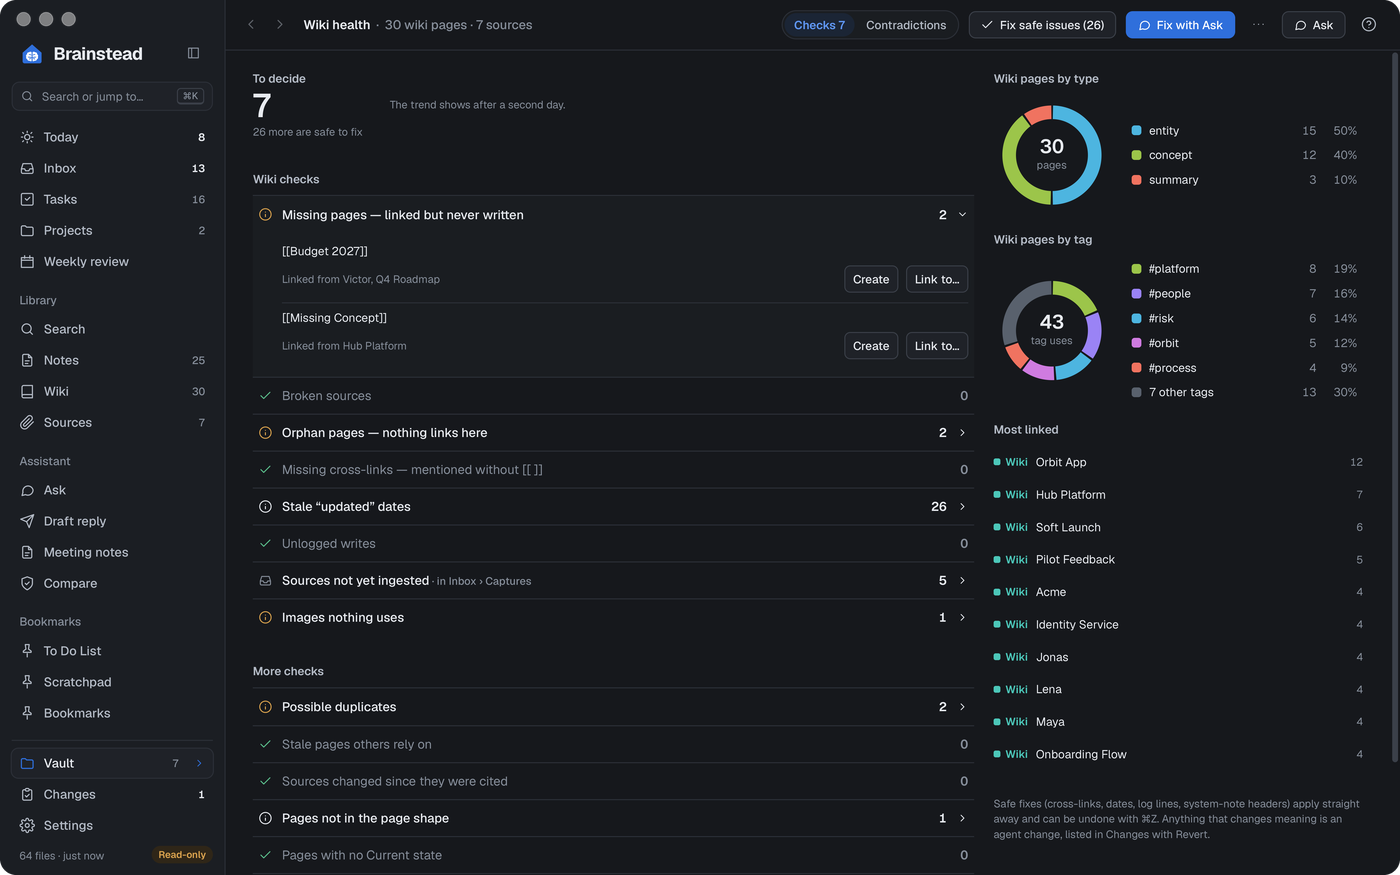 Brainstead
Search or jump to… ⌘K
Today 8
Inbox 13
Tasks 16
Projects 2
Weekly review
Library
Search
Notes 25
Wiki 30
Sources 7
Assistant
Ask
Draft reply
Meeting notes
Compare
Bookmarks
To Do List
Scratchpad
Bookmarks
Vault 7
Changes 1
Settings
64 files · just now Read-only
Wiki health · 30 wiki pages · 7 sources
Checks 7 Contradictions
Fix safe issues (26)
Fix with Ask
Ask
To decide
7
The trend shows after a second day.
26 more are safe to fix
Wiki checks
Missing pages — linked but never written 2
[[Budget 2027]]
Linked from Victor, Q4 Roadmap Create Link to…
[[Missing Concept]]
Linked from Hub Platform Create Link to…
Broken sources 0
Orphan pages — nothing links here 2
Missing cross-links — mentioned without [[ ]] 0
Stale “updated” dates 26
Unlogged writes 0
Sources not yet ingested · in Inbox › Captures 5
Images nothing uses 1
More checks
Possible duplicates 2
Stale pages others rely on 0
Sources changed since they were cited 0
Pages not in the page shape 1
Pages with no Current state 0
Wiki pages by type
30
pages
entity 15 50%
concept 12 40%
summary 3 10%
Wiki pages by tag
43
tag uses
#platform 8 19%
#people 7 16%
#risk 6 14%
#orbit 5 12%
#process 4 9%
7 other tags 13 30%
Most linked
Wiki Orbit App 12
Wiki Hub Platform 7
Wiki Soft Launch 6
Wiki Pilot Feedback 5
Wiki Acme 4
Wiki Identity Service 4
Wiki Jonas 4
Wiki Lena 4
Wiki Maya 4
Wiki Onboarding Flow 4
Safe fixes (cross-links, dates, log lines, system-note headers) apply straight
away and can be undone with ⌘Z. Anything that changes meaning is an
agent change, listed in Changes with Revert.